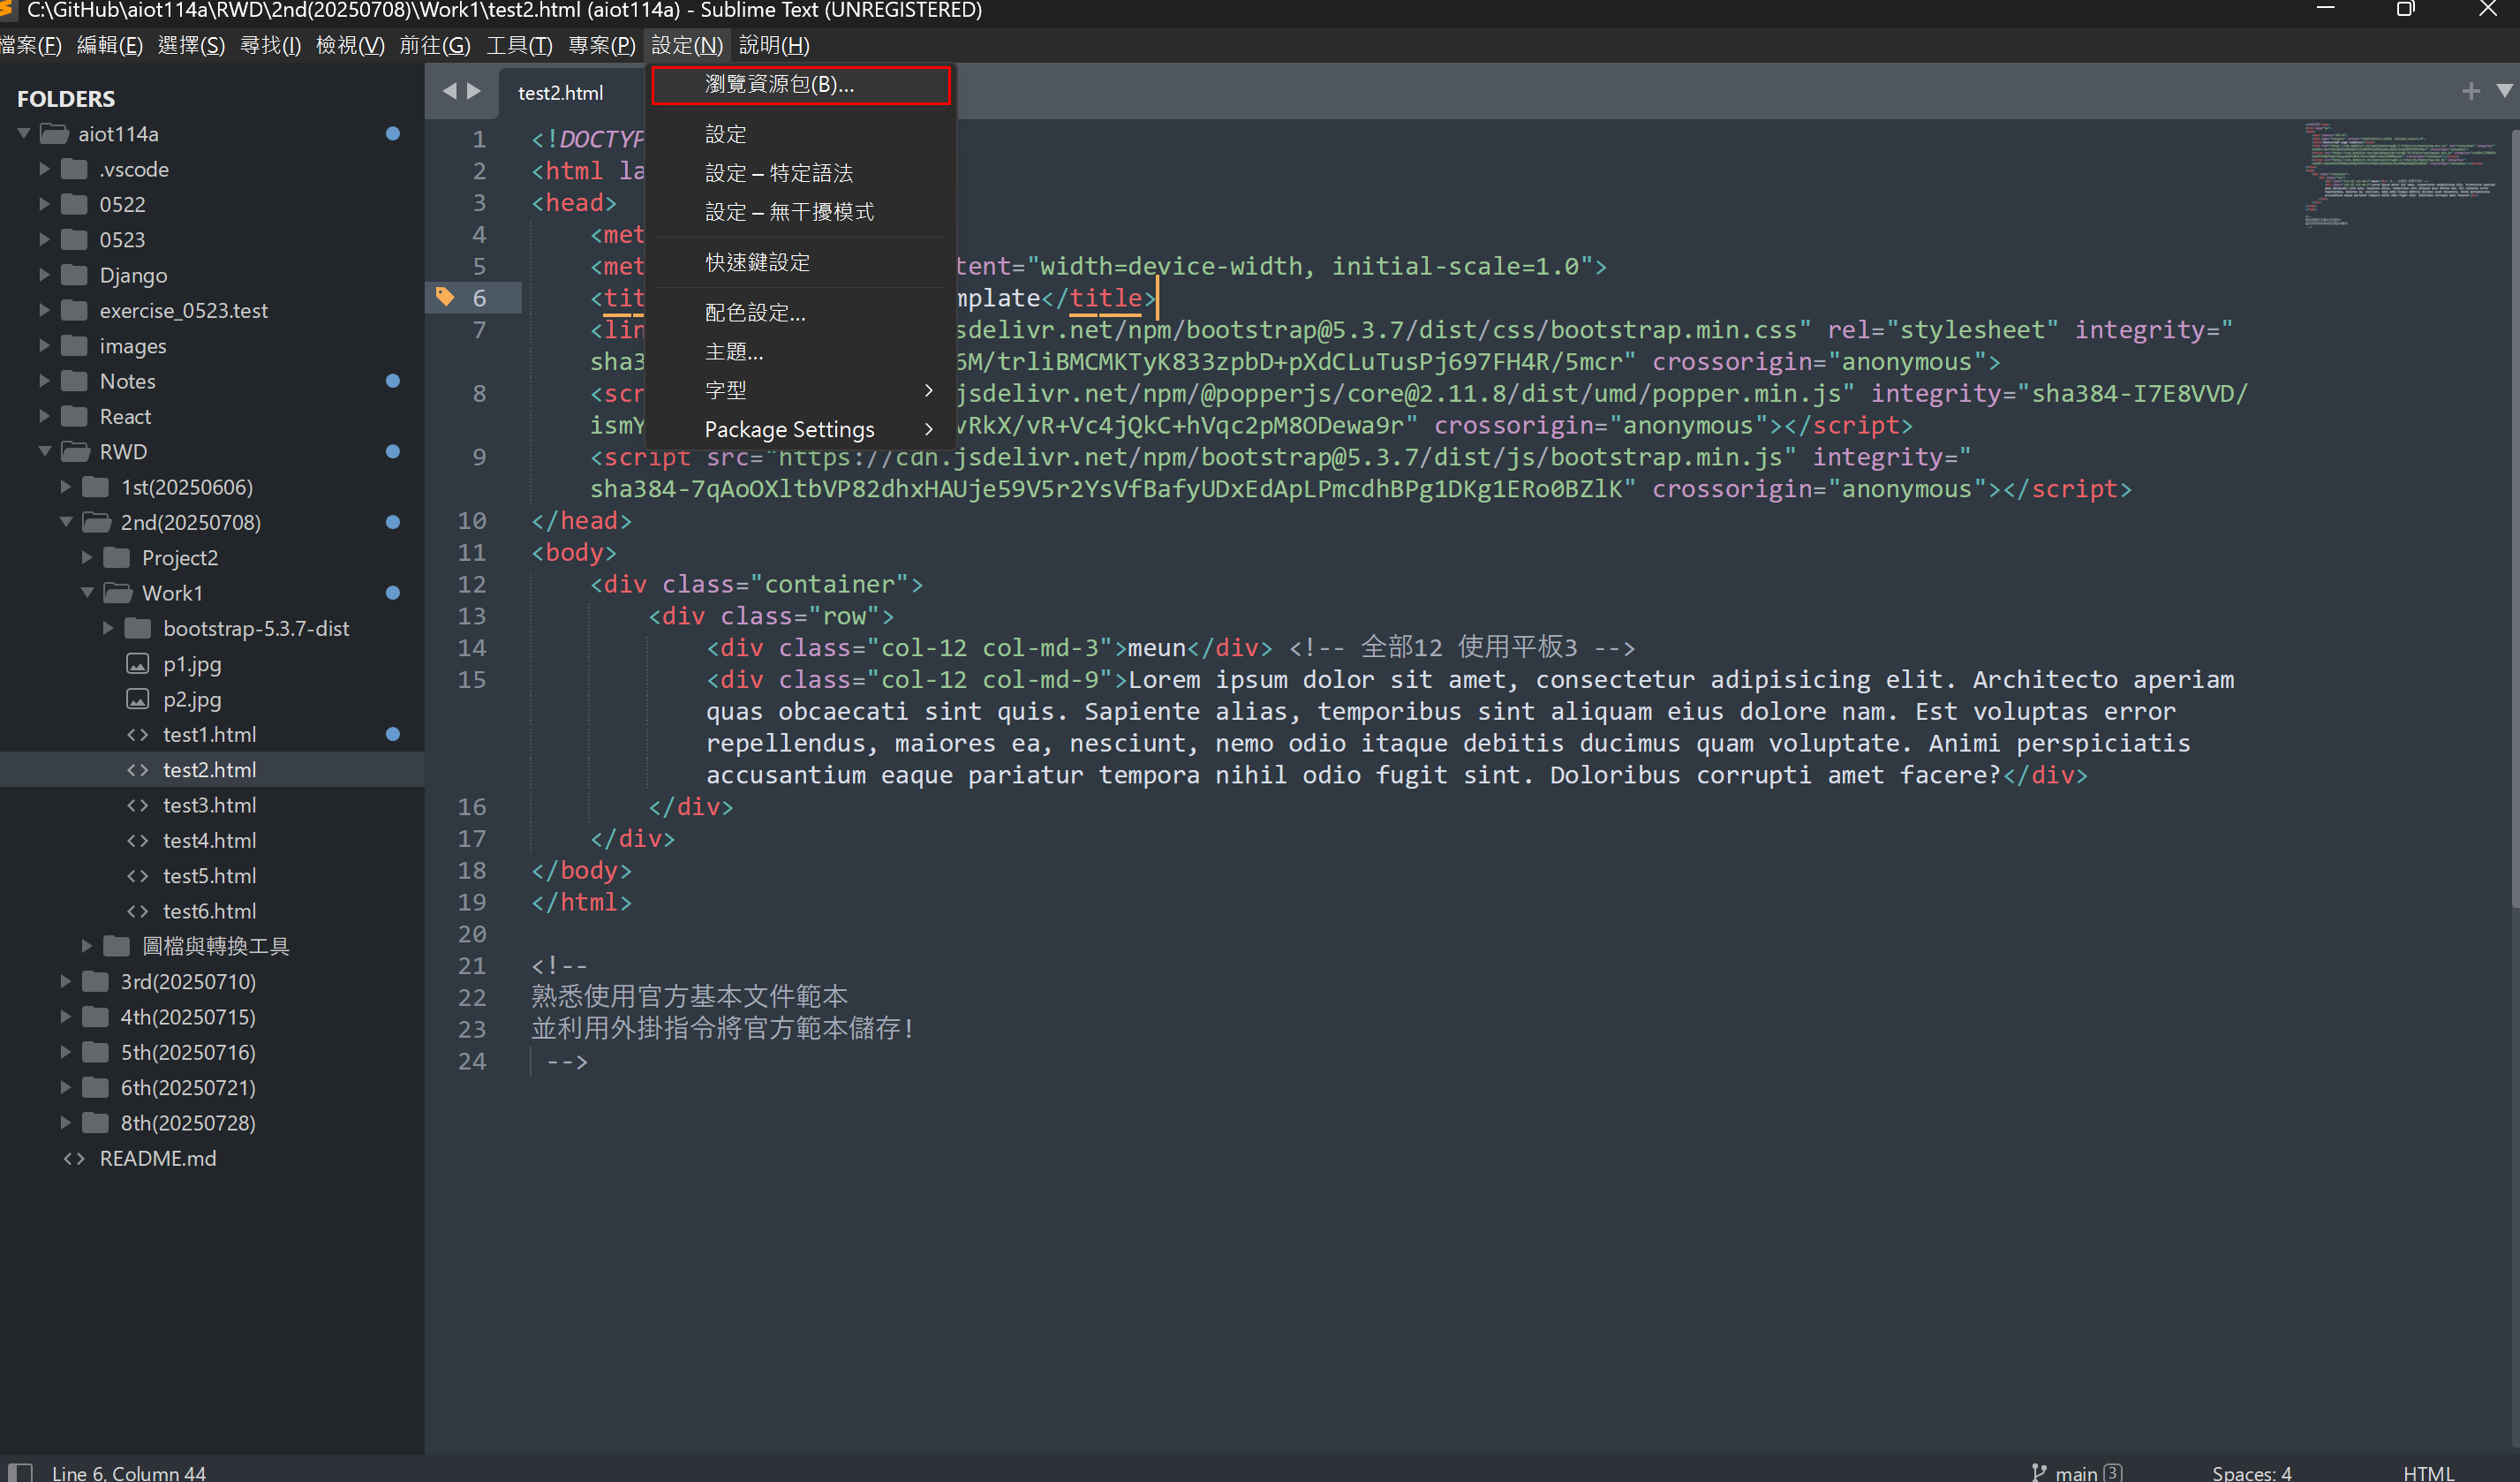 C:\GitHub\aiot114a\RWD\2nd(20250708)\Work1\test2.html (aiot114a) - Sublime Text (UNREGISTERED)
檔案(F) 編輯(E) 選擇(S) 尋找(I) 檢視(V) 前往(G) 工具(T) 專案(P) 設定(N) 說明(H)
瀏覽資源包(B)...
設定
設定 – 特定語法
設定 – 無干擾模式
快速鍵設定
配色設定...
主題...
字型
Package Settings
FOLDERS
aiot114a
.vscode
0522
0523
Django
exercise_0523.test
images
Notes
React
RWD
1st(20250606)
2nd(20250708)
Project2
Work1
bootstrap-5.3.7-dist
p1.jpg
p2.jpg
test1.html
test2.html
test3.html
test4.html
test5.html
test6.html
圖檔與轉換工具
3rd(20250710)
4th(20250715)
5th(20250716)
6th(20250721)
8th(20250728)
README.md
test2.html
1 <!DOCTYP
2 <html la
3 <head>
4 <met
5 <met tent="width=device-width, initial-scale=1.0">
6 <tit mplate</title>
7 <lin jsdelivr.net/npm/bootstrap@5.3.7/dist/css/bootstrap.min.css" rel="stylesheet" integrity="
sha3 6M/trliBMCMKTyK833zpbD+pXdCLuTusPj697FH4R/5mcr" crossorigin="anonymous">
8 <scr jsdelivr.net/npm/@popperjs/core@2.11.8/dist/umd/popper.min.js" integrity="sha384-I7E8VVD/
ismY vRkX/vR+Vc4jQkC+hVqc2pM8ODewa9r" crossorigin="anonymous"></script>
9 <script src="https://cdn.jsdelivr.net/npm/bootstrap@5.3.7/dist/js/bootstrap.min.js" integrity="
sha384-7qAoOXltbVP82dhxHAUje59V5r2YsVfBafyUDxEdApLPmcdhBPg1DKg1ERo0BZlK" crossorigin="anonymous"></script>
10 </head>
11 <body>
12 <div class="container">
13 <div class="row">
14 <div class="col-12 col-md-3">meun</div> <!-- 全部12 使用平板3 -->
15 <div class="col-12 col-md-9">Lorem ipsum dolor sit amet, consectetur adipisicing elit. Architecto aperiam
quas obcaecati sint quis. Sapiente alias, temporibus sint aliquam eius dolore nam. Est voluptas error
repellendus, maiores ea, nesciunt, nemo odio itaque debitis ducimus quam voluptate. Animi perspiciatis
accusantium eaque pariatur tempora nihil odio fugit sint. Doloribus corrupti amet facere?</div>
16 </div>
17 </div>
18 </body>
19 </html>
20
21 <!--
22 熟悉使用官方基本文件範本
23 並利用外掛指令將官方範本儲存!
24 -->
Line 6, Column 44
main 3
Spaces: 4
HTML